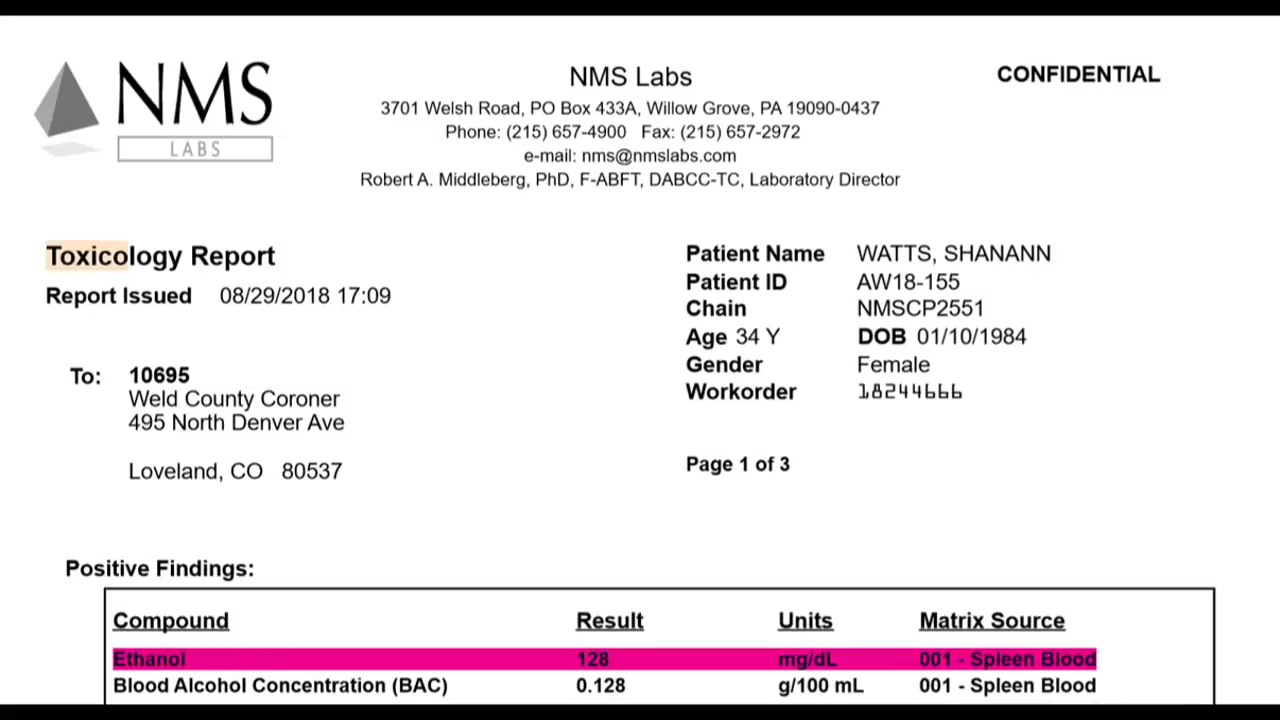 NMS
LABS
NMS Labs
3701 Welsh Road, PO Box 433A, Willow Grove, PA 19090-0437
Phone: (215) 657-4900 Fax: (215) 657-2972
e-mail: nms@nmslabs.com
Robert A. Middleberg, PhD, F-ABFT, DABCC-TC, Laboratory Director
CONFIDENTIAL
Toxicology Report
Report Issued 08/29/2018 17:09
To: 10695
Weld County Coroner
495 North Denver Ave
Loveland, CO 80537
Patient Name WATTS, SHANANN
Patient ID AW18-155
Chain NMSCP2551
Age 34 Y DOB 01/10/1984
Gender Female
Workorder 18244666
Page 1 of 3
Positive Findings:
Compound Result Units Matrix Source
Ethanol 128 mg/dL 001 - Spleen Blood
Blood Alcohol Concentration (BAC) 0.128 g/100 mL 001 - Spleen Blood